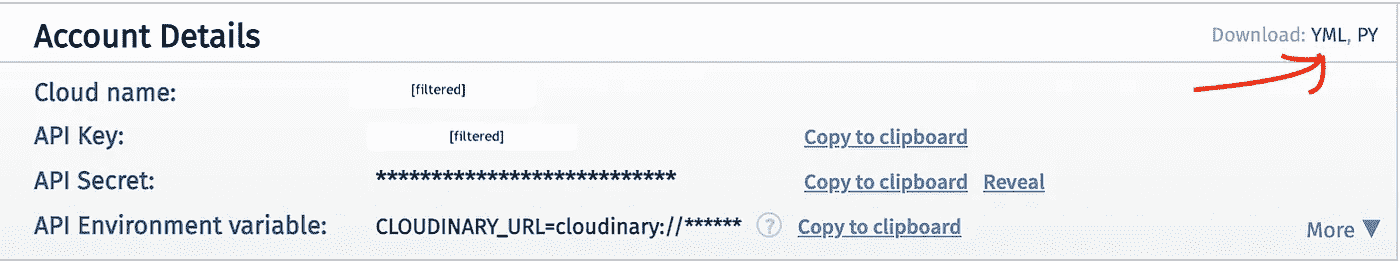 Account Details Download: YML, PY
Cloud name: [filtered]
API Key: [filtered] Copy to clipboard
API Secret: *************************** Copy to clipboard Reveal
API Environment variable: CLOUDINARY_URL=cloudinary://****** ? Copy to clipboard More ▼